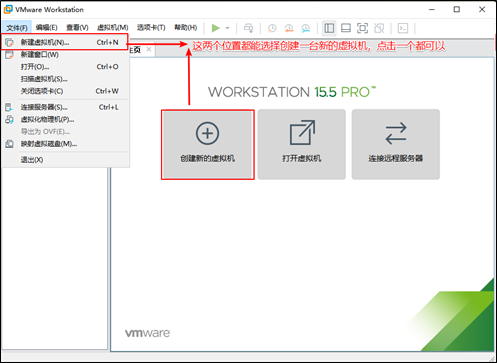 VMware Workstation
文件(F) 编辑(E) 查看(V) 虚拟机(M) 选项卡(T) 帮助(H)
新建虚拟机(N)... Ctrl+N
新建窗口(W)
打开(O)... Ctrl+O
扫描虚拟机(S)...
关闭选项卡(C) Ctrl+W
连接服务器(S)... Ctrl+L
虚拟化物理机(P)...
导出为 OVF(E)...
映射虚拟磁盘(M)...
退出(X)
页
这两个位置都能选择创建一台新的虚拟机，点击一个都可以
WORKSTATION 15.5 PRO™
创建新的虚拟机
打开虚拟机
连接远程服务器
vmware